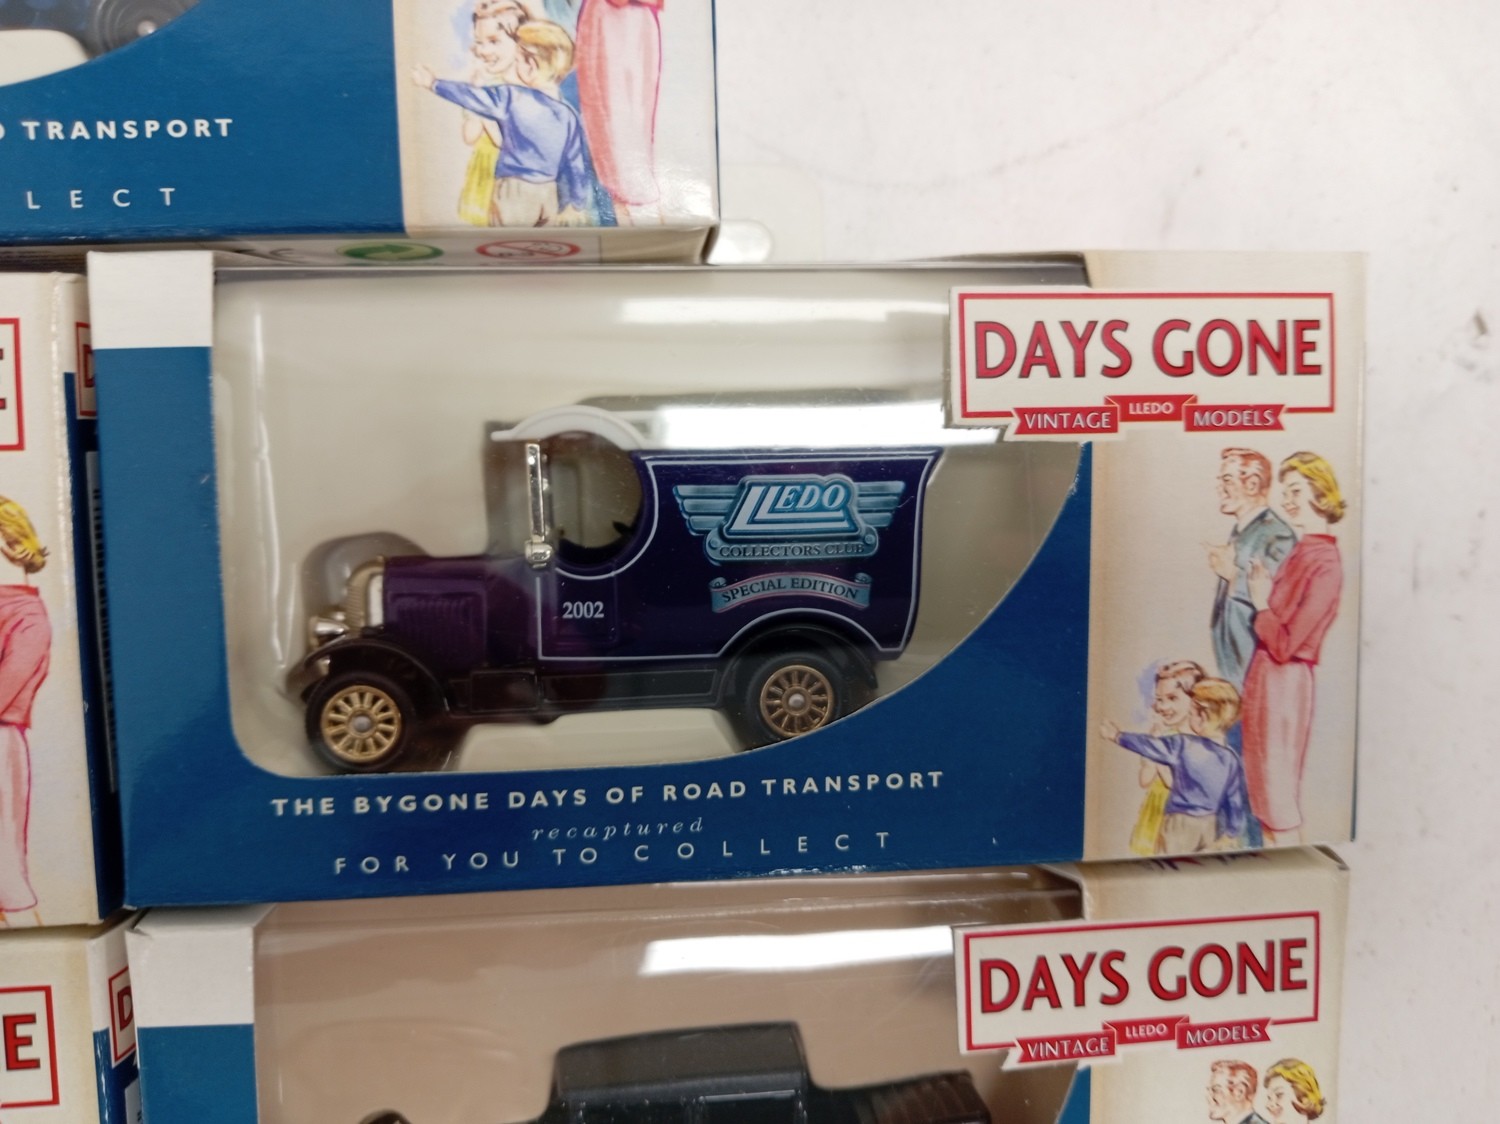 TRANSPORT
LECT
DAYS GONE
VINTAGE LLEDO MODELS
LLEDO
COLLECTORS CLUB
SPECIAL EDITION
2002
THE BYGONE DAYS OF ROAD TRANSPORT
recaptured
FOR YOU TO COLLECT
DAYS GONE
VINTAGE LLEDO MODELS
E